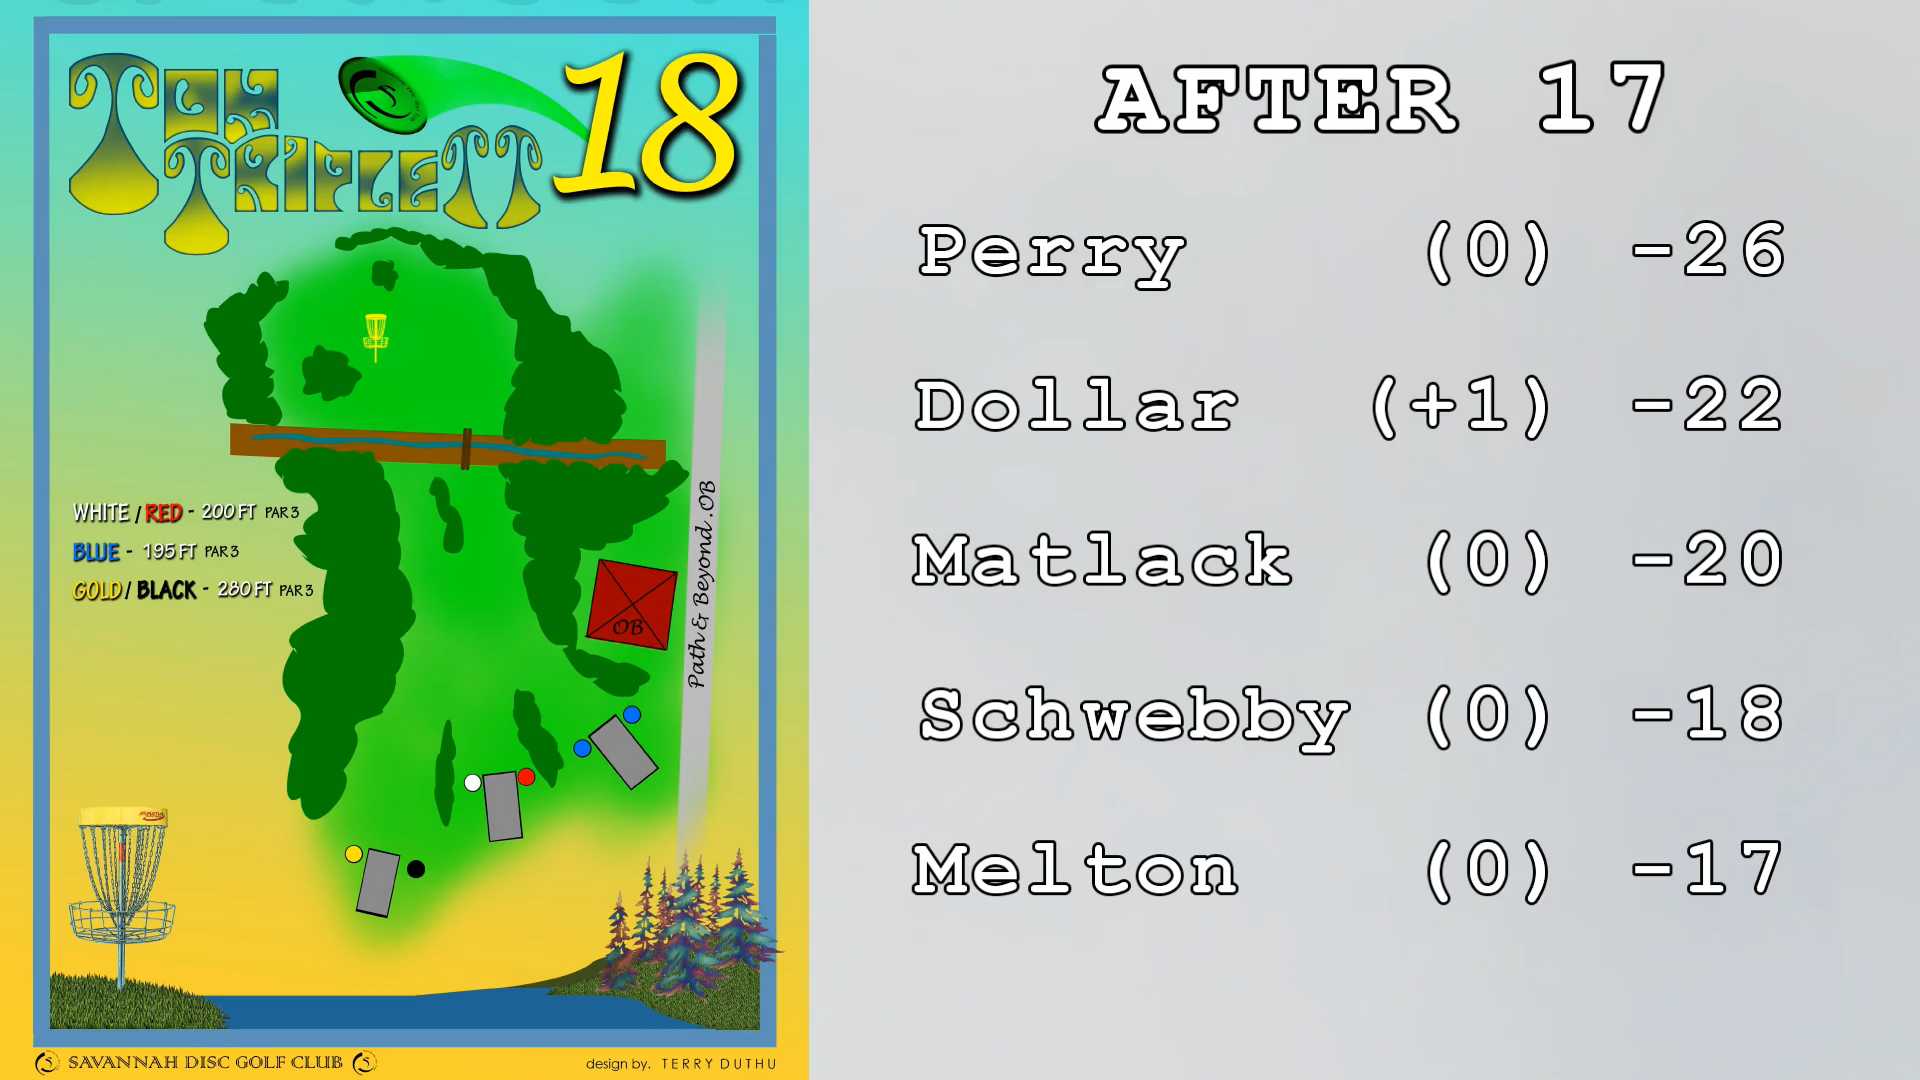 TOM
TRIPLETT
18
WHITE / RED - 200 FT PAR 3
BLUE - 195 FT PAR 3
GOLD / BLACK - 280 FT PAR 3
OB
Path & Beyond .OB
SAVANNAH DISC GOLF CLUB
design by. TERRY DUTHU
AFTER 17
Perry (0) -26
Dollar (+1) -22
Matlack (0) -20
Schwebby (0) -18
Melton (0) -17